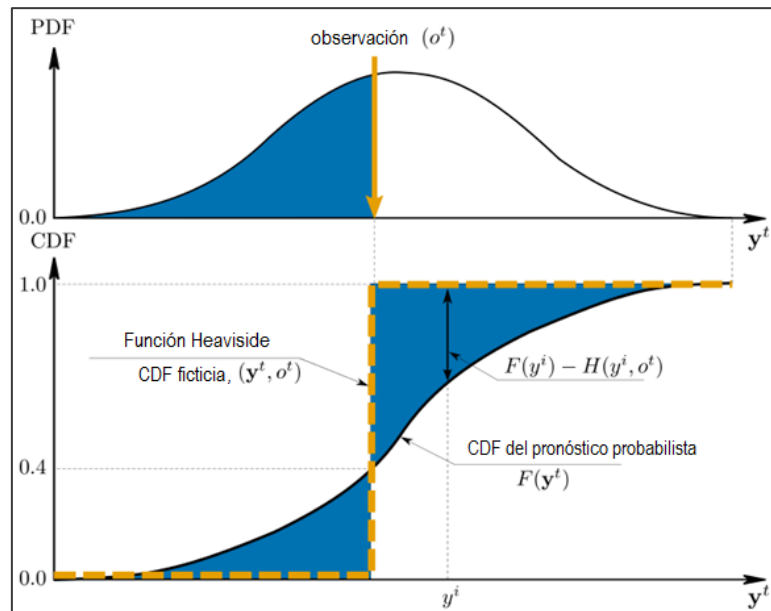 PDF
observación (o^t)
0.0
y^t
CDF
1.0
Función Heaviside
CDF ficticia, (y^t, o^t)
F(y^i) − H(y^i, o^t)
CDF del pronóstico probabilista
F(y^t)
0.4
0.0
y^i
y^t